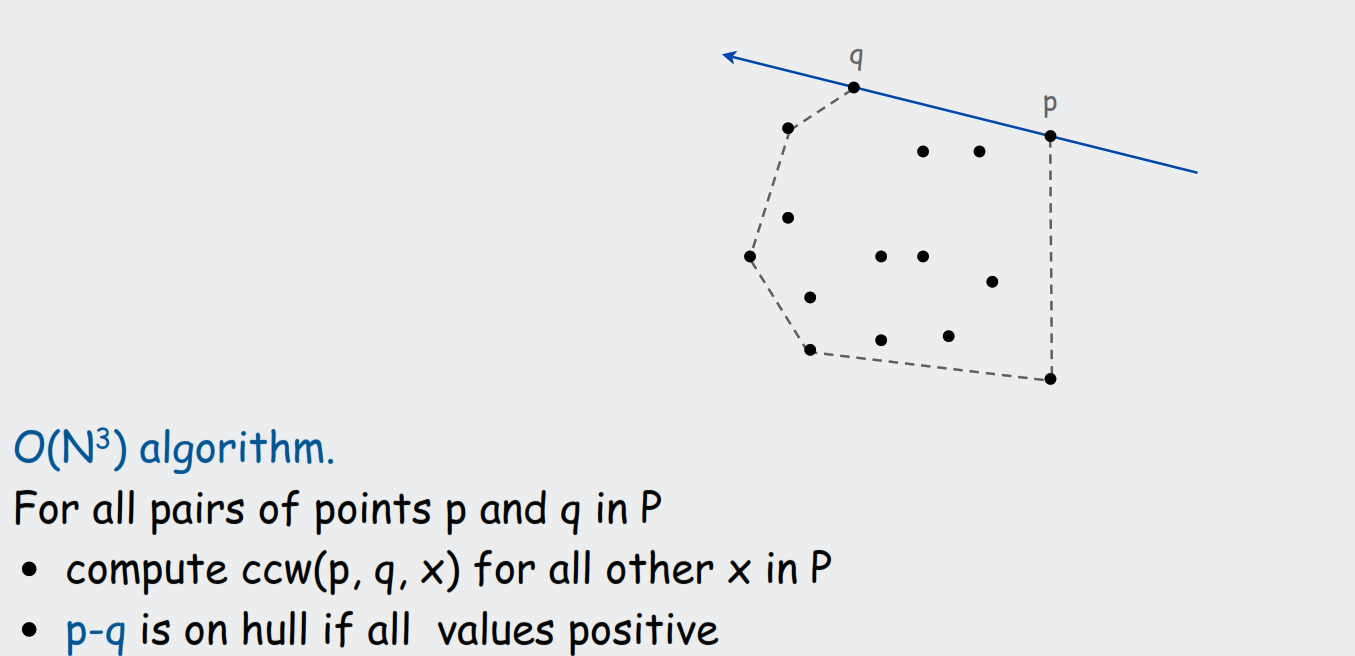 q
p
O(N³) algorithm.
For all pairs of points p and q in P
• compute ccw(p, q, x) for all other x in P
• p-q is on hull if all values positive